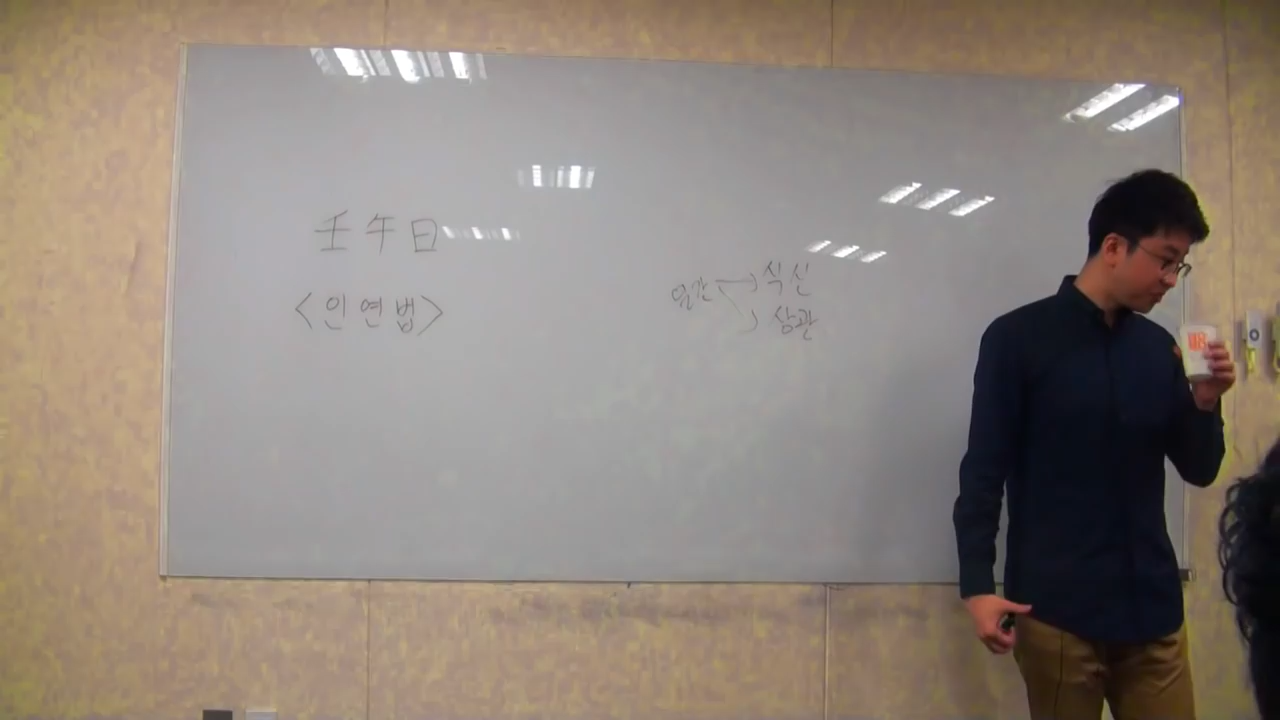 壬午日
<인연법>
일간 식신
상관